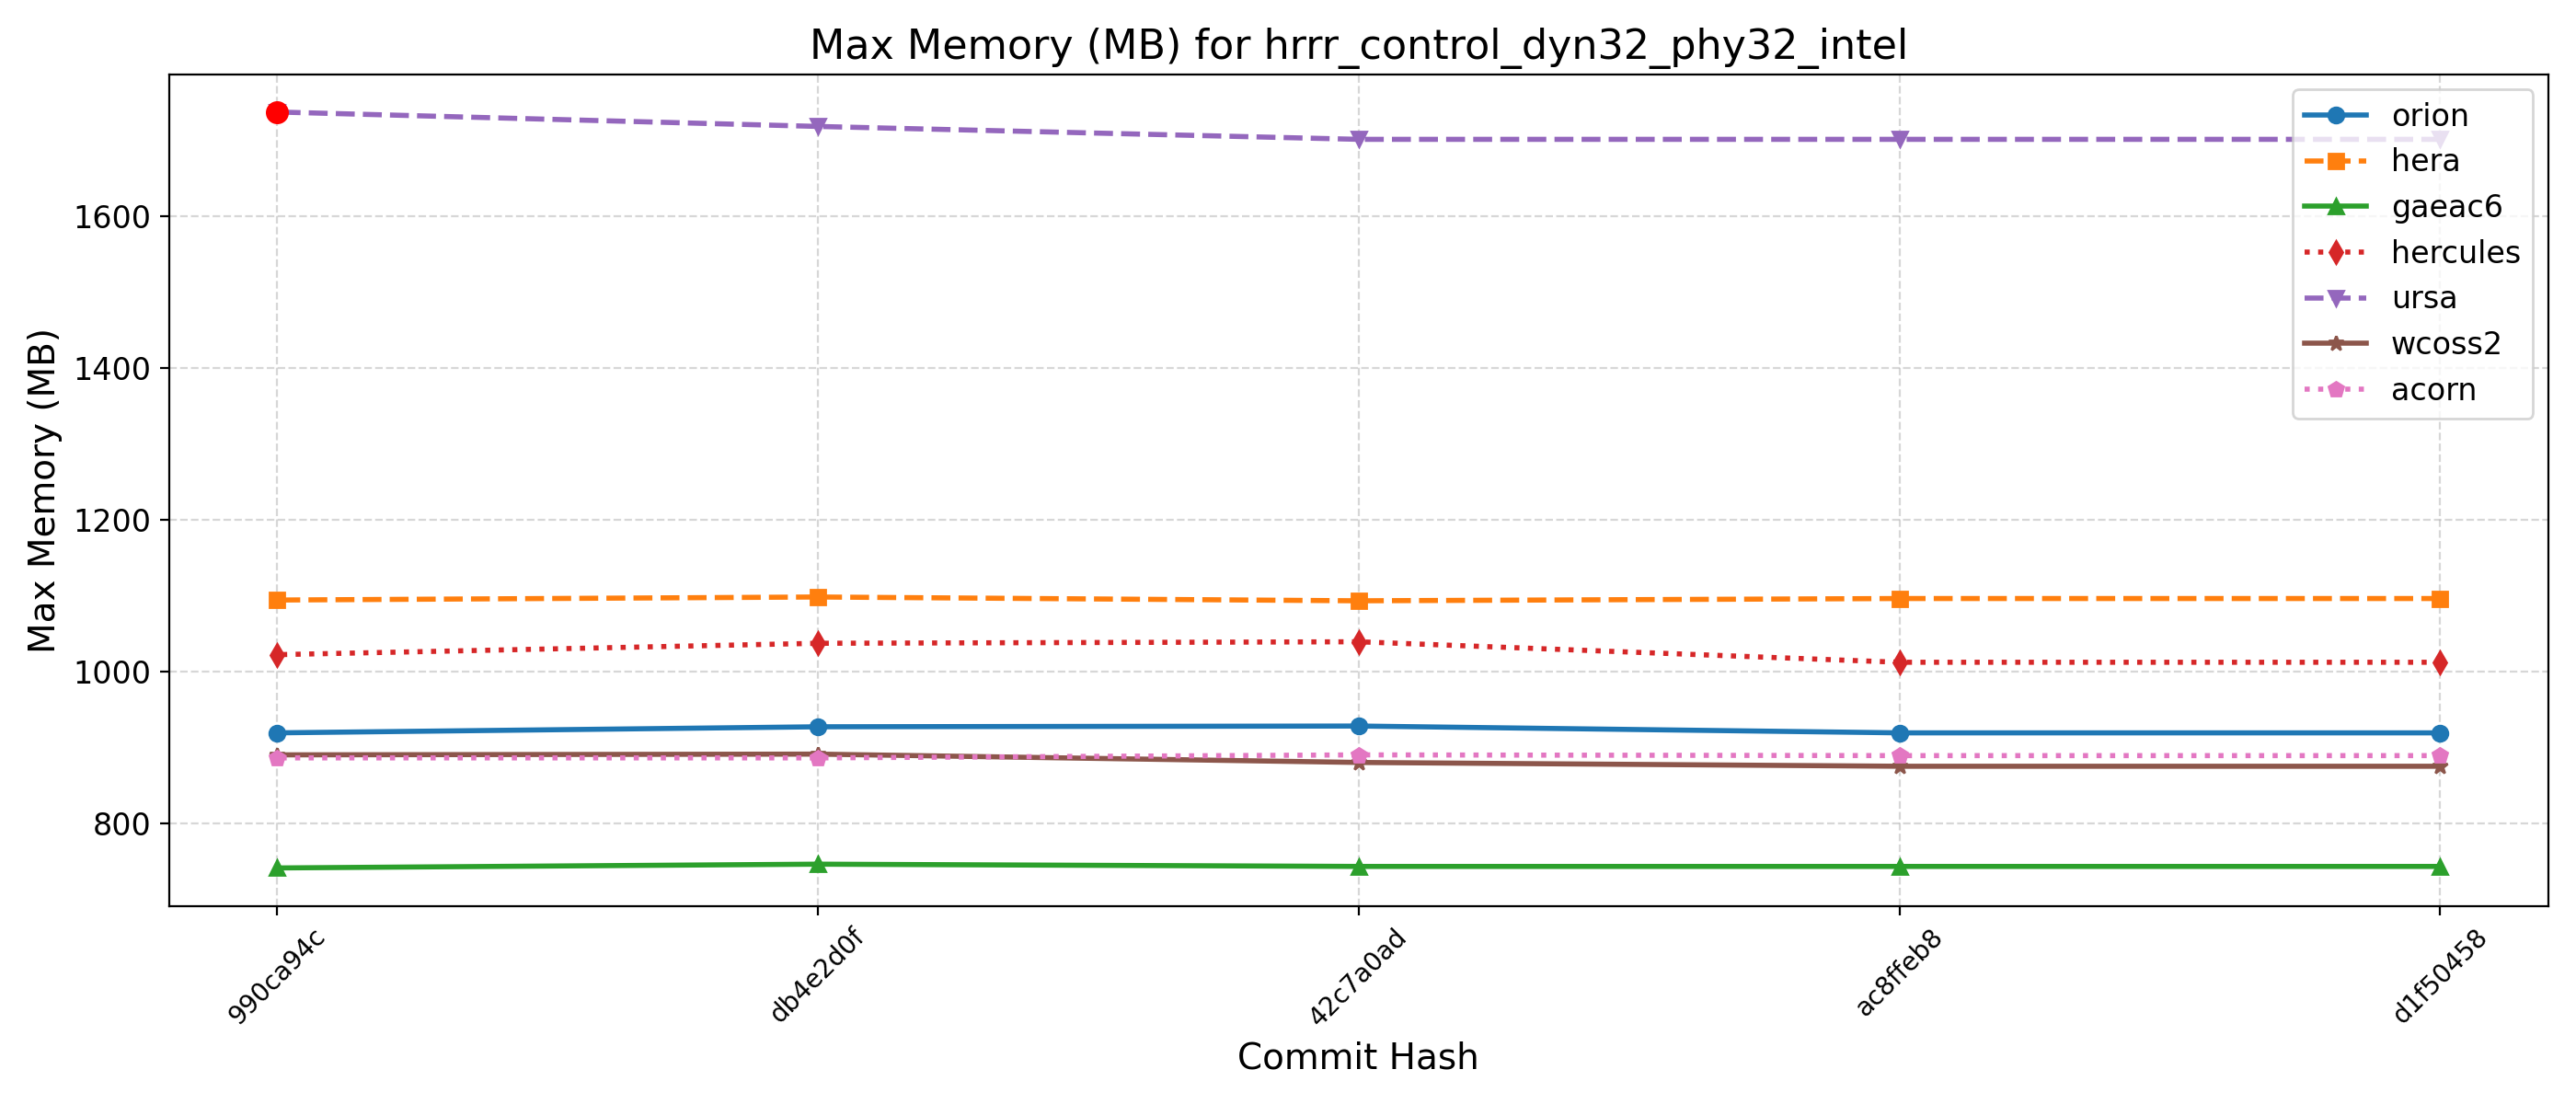 Max Memory (MB) for hrrr_control_dyn32_phy32_intel
Max Memory (MB)
1600
1400
1200
1000
800
orion
hera
gaeac6
hercules
ursa
wcoss2
acorn
990ca94c
db4e2d0f
42c7a0ad
ac8ffeb8
d1f50458
Commit Hash